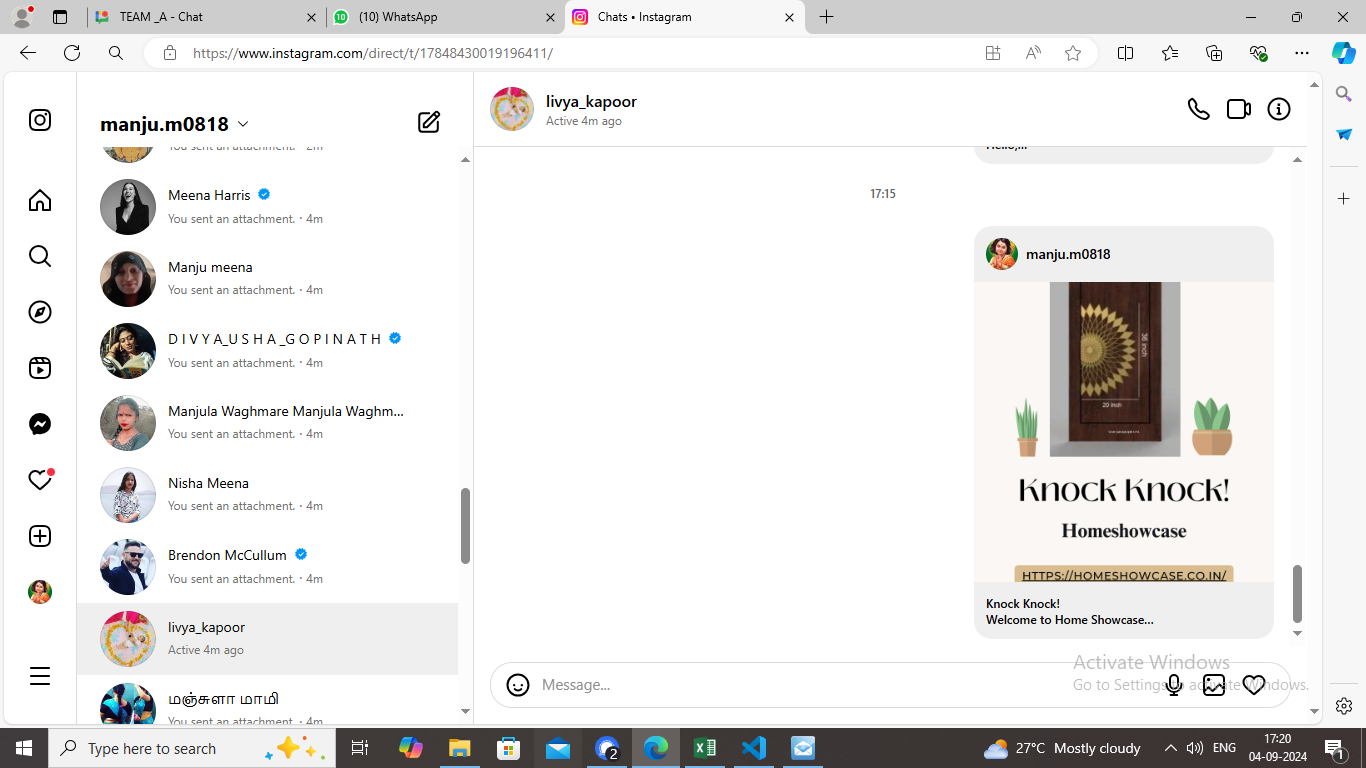 TEAM _A - Chat
(10) WhatsApp
Chats • Instagram
https://www.instagram.com/direct/t/17848430019196411/
manju.m0818
You sent an attachment. · 2m
Meena Harris
You sent an attachment. · 4m
Manju meena
You sent an attachment. · 4m
D I V Y A_U S H A _G O P I N A T H
You sent an attachment. · 4m
Manjula Waghmare Manjula Waghm...
You sent an attachment. · 4m
Nisha Meena
You sent an attachment. · 4m
Brendon McCullum
You sent an attachment. · 4m
livya_kapoor
Active 4m ago
மஞ்சுளா மாமி
You sent an attachment. · 4m
livya_kapoor
Active 4m ago
Hello,...
17:15
manju.m0818
36 inch
20 inch
Knock Knock!
Homeshowcase
HTTPS://HOMESHOWCASE.CO.IN/
Knock Knock!
Welcome to Home Showcase...
Message...
Activate Windows
Go to Settings to activate Windows.
Type here to search
10
2
27°C Mostly cloudy
ENG
17:20
04-09-2024
1